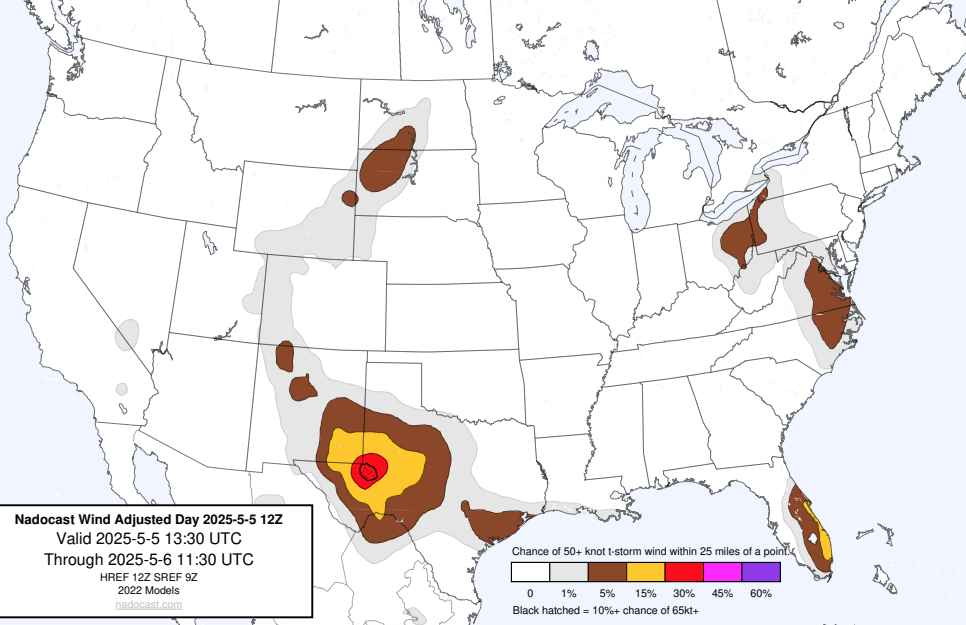 Nadocast Wind Adjusted Day 2025-5-5 12Z
Valid 2025-5-5 13:30 UTC
Through 2025-5-6 11:30 UTC
HREF 12Z SREF 9Z
2022 Models
nadocast.com
Chance of 50+ knot t-storm wind within 25 miles of a point.
0 1% 5% 15% 30% 45% 60%
Black hatched = 10%+ chance of 65kt+